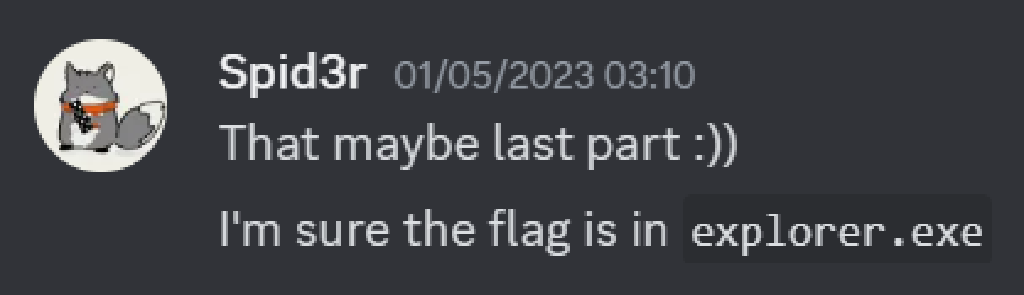 Spid3r 01/05/2023 03:10
That maybe last part :))
I'm sure the flag is in explorer.exe